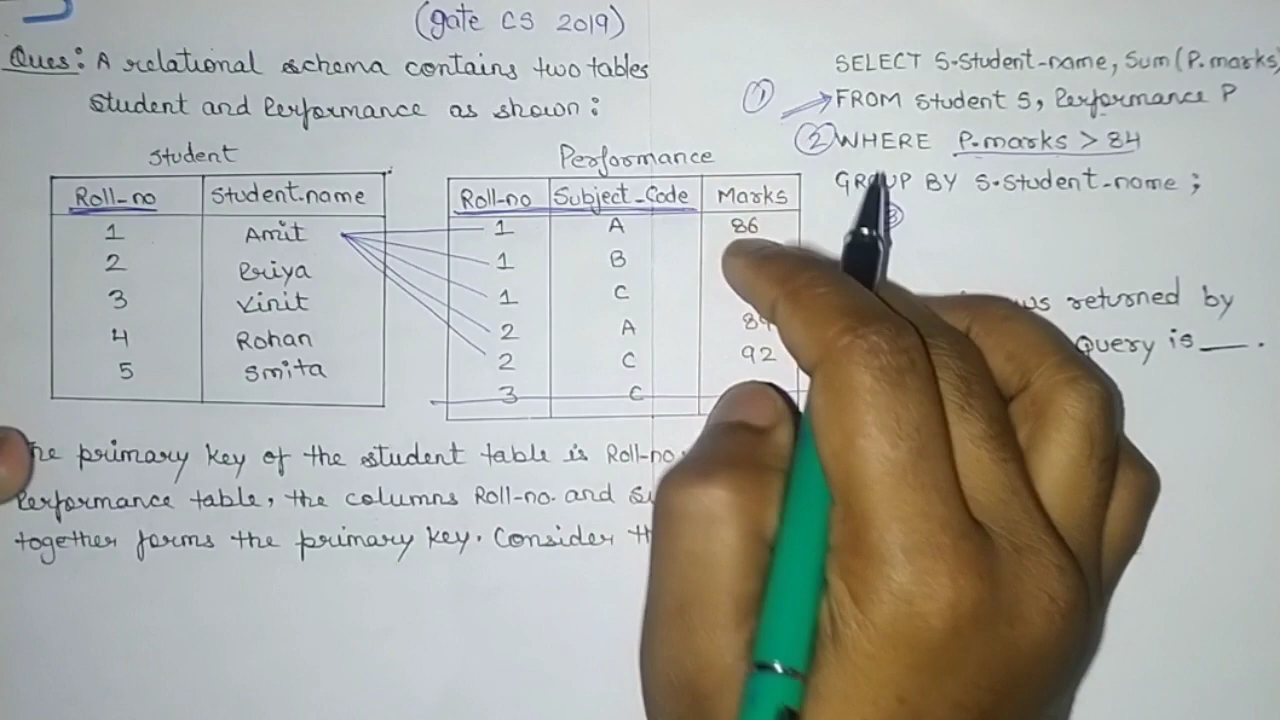 (gate CS 2019)
Ques: A relational schema contains two tables
Student and Performance as shown:
Student
Roll-no Student-name
1 Amit
2 Priya
3 Vinit
4 Rohan
5 Smita
Performance
Roll-no Subject-Code Marks
1 A 86
1 B
1 C
2 A
2 C 92
3 C
The primary key of the student table is Roll-no.
Performance table, the columns Roll-no. and
together forms the primary key. Consider
SELECT S.Student-name, Sum(P.marks
① FROM Student S, Performance P
② WHERE P.marks > 84
GROUP BY S.Student-name;
③
returned by
Query is __.